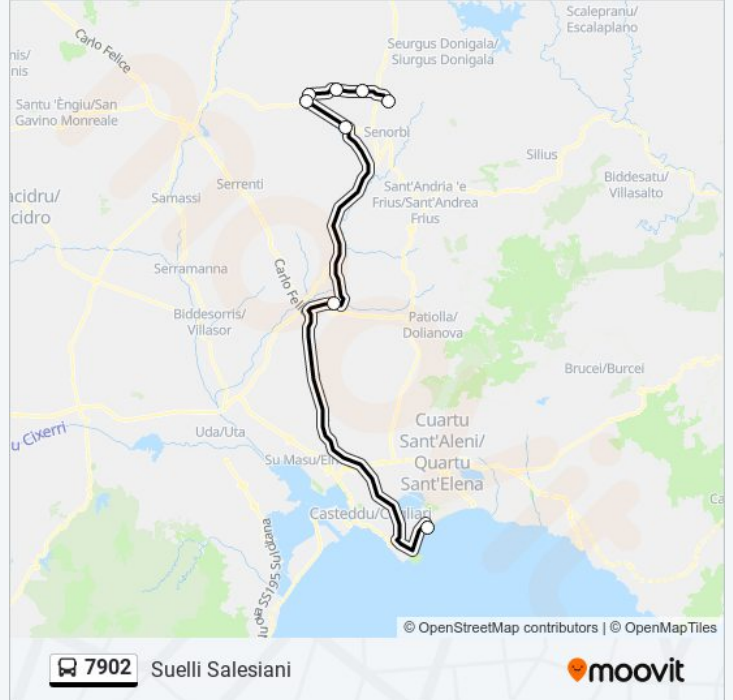 Scalepranu/
Escalaplano
Carlo Felice
Seurgus Donigala/
Siurgus Donigala
nis/
nis
Santu 'Èngiu/San
Gavino Monreale
Senorbì
Silius
Serrenti
Biddesatu/
Villasalto
acidru/
cidro
Samassi
Sant'Andria 'e
Frius/Sant'Andrea
Frius
Serramanna
Carlo Feli
Biddesorris/
Villasor
Patiolla/
Dolianova
Brucei/Burcei
Cuartu
Sant'Aleni/
Quartu
Sant'Elena
u Cixerri
Uda/Uta
Su Masu/El
Ca
Casteddu/Cagliari
SS195 Sulcitana
© OpenStreetMap contributors | © OpenMapTiles
7902 Suelli Salesiani
moovit